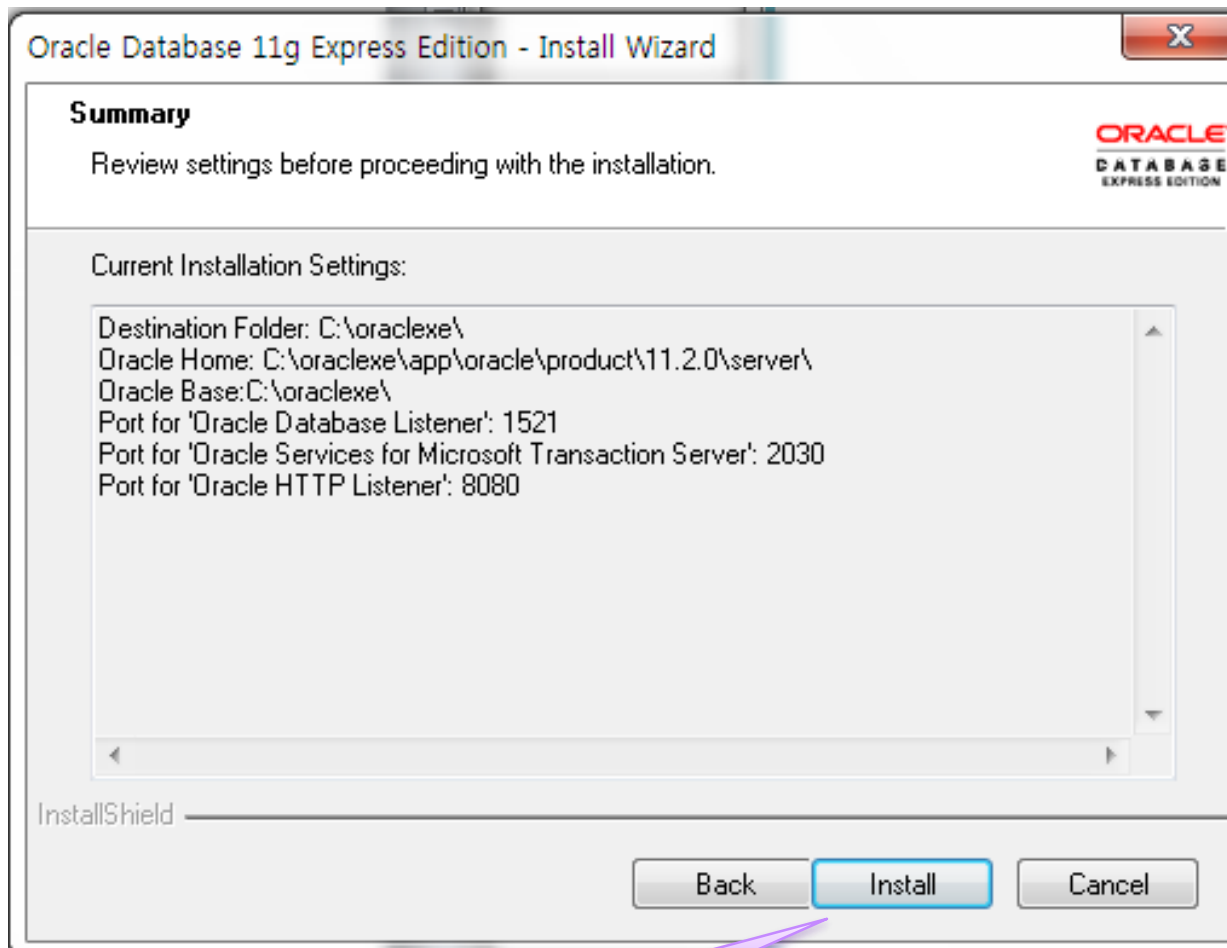 Oracle Database 11g Express Edition - Install Wizard
Summary
Review settings before proceeding with the installation.
ORACLE
DATABASE
EXPRESS EDITION
Current Installation Settings:
Destination Folder: C:\oraclexe\
Oracle Home: C:\oraclexe\app\oracle\product\11.2.0\server\
Oracle Base:C:\oraclexe\
Port for 'Oracle Database Listener': 1521
Port for 'Oracle Services for Microsoft Transaction Server': 2030
Port for 'Oracle HTTP Listener': 8080
InstallShield
Back Install Cancel